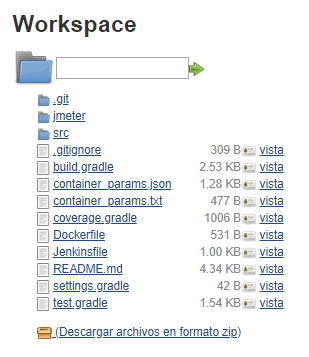 Workspace
.git
jmeter
src
.gitignore 309 B vista
build.gradle 2.53 KB vista
container_params.json 1.28 KB vista
container_params.txt 477 B vista
coverage.gradle 1006 B vista
Dockerfile 531 B vista
Jenkinsfile 1.00 KB vista
README.md 4.34 KB vista
settings.gradle 42 B vista
test.gradle 1.54 KB vista
(Descargar archivos en formato zip)